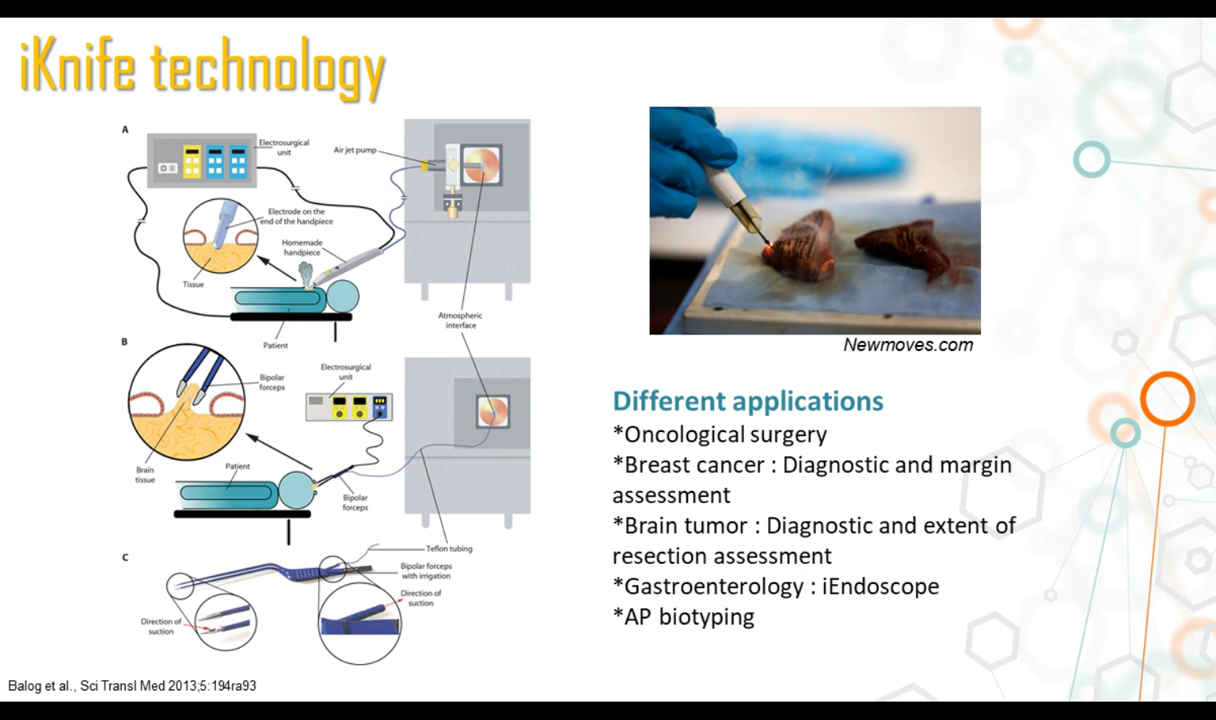 iKnife technology
A
Electrosurgical
unit
Air jet pump
Electrode on the
end of the handpiece
Homemade
handpiece
Tissue
Patient
Atmospheric
interface
B
Bipolar
forceps
Electrosurgical
unit
Brain
tissue
Patient
Bipolar
forceps
C
Teflon tubing
Bipolar forceps
with irrigation
Direction of
suction
Direction of
suction
Newmoves.com
Different applications
*Oncological surgery
*Breast cancer : Diagnostic and margin
assessment
*Brain tumor : Diagnostic and extent of
resection assessment
*Gastroenterology : iEndoscope
*AP biotyping
Balog et al., Sci Transl Med 2013;5:194ra93